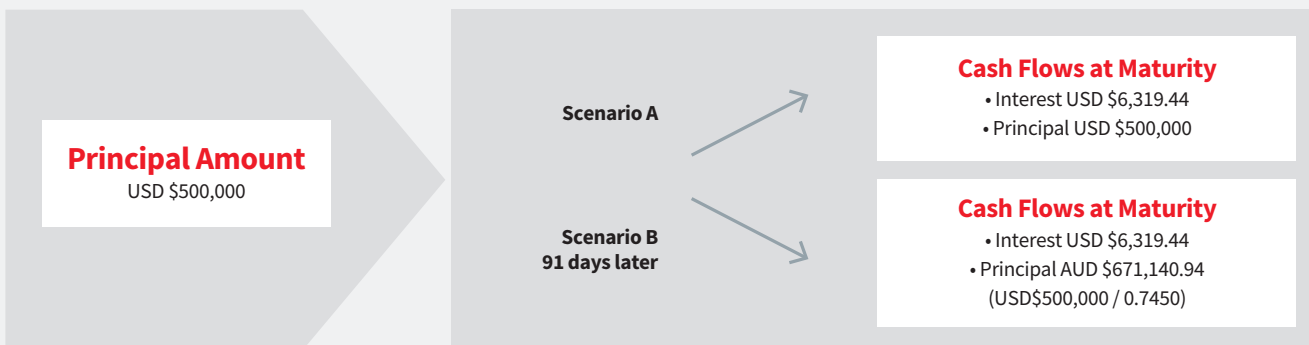 Principal Amount
USD $500,000
Scenario A
Cash Flows at Maturity
• Interest USD $6,319.44
• Principal USD $500,000
Scenario B
91 days later
Cash Flows at Maturity
• Interest USD $6,319.44
• Principal AUD $671,140.94
(USD$500,000 / 0.7450)